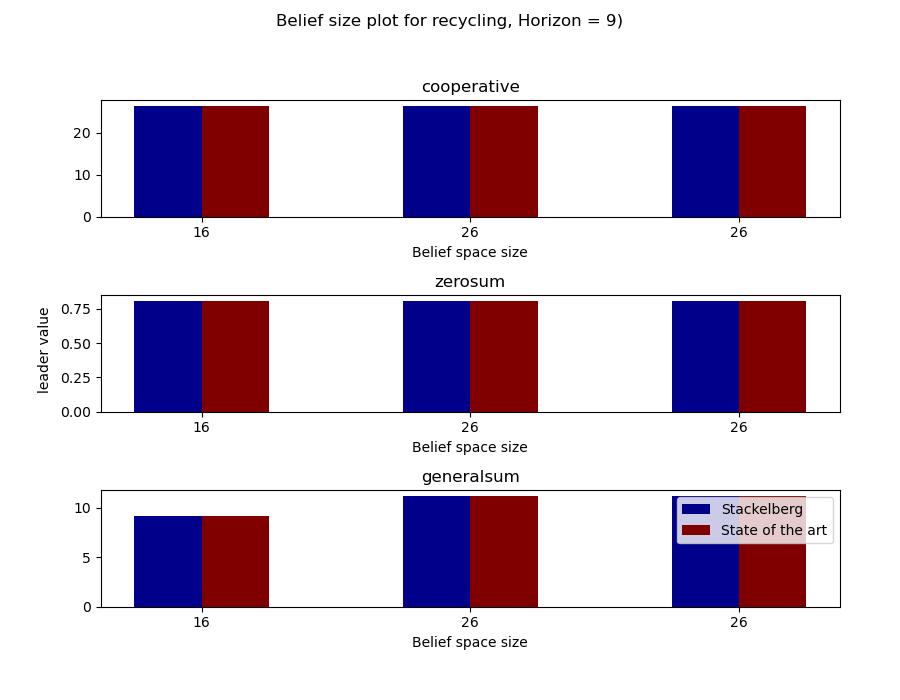 Belief size plot for recycling, Horizon = 9)
cooperative
20
10
0
16 26 26
Belief space size
zerosum
leader value
0.75
0.50
0.25
0.00
16 26 26
Belief space size
generalsum
10
5
0
Stackelberg
State of the art
16 26 26
Belief space size